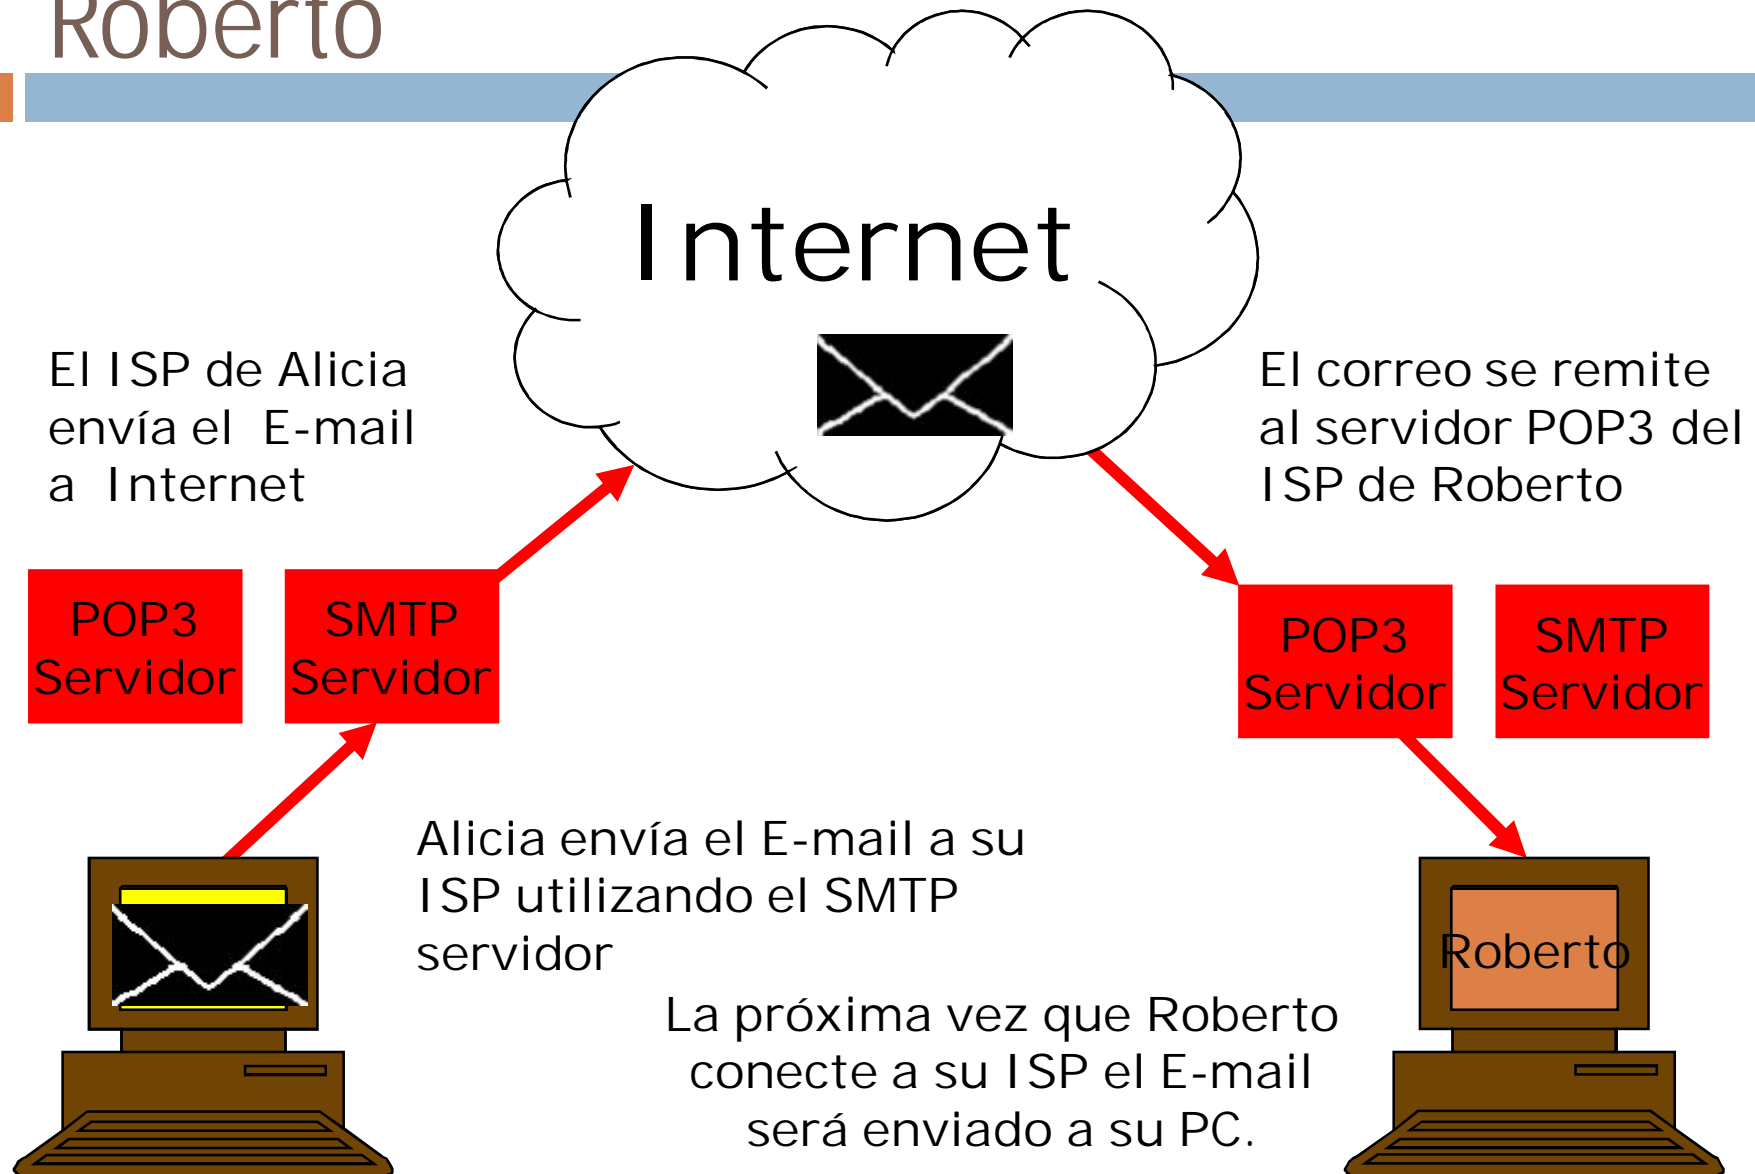 Roberto
Internet
El ISP de Alicia
envía el E-mail
a Internet
El correo se remite
al servidor POP3 del
ISP de Roberto
POP3
Servidor
SMTP
Servidor
POP3
Servidor
SMTP
Servidor
Alicia envía el E-mail a su
ISP utilizando el SMTP
servidor
Roberto
La próxima vez que Roberto
conecte a su ISP el E-mail
será enviado a su PC.